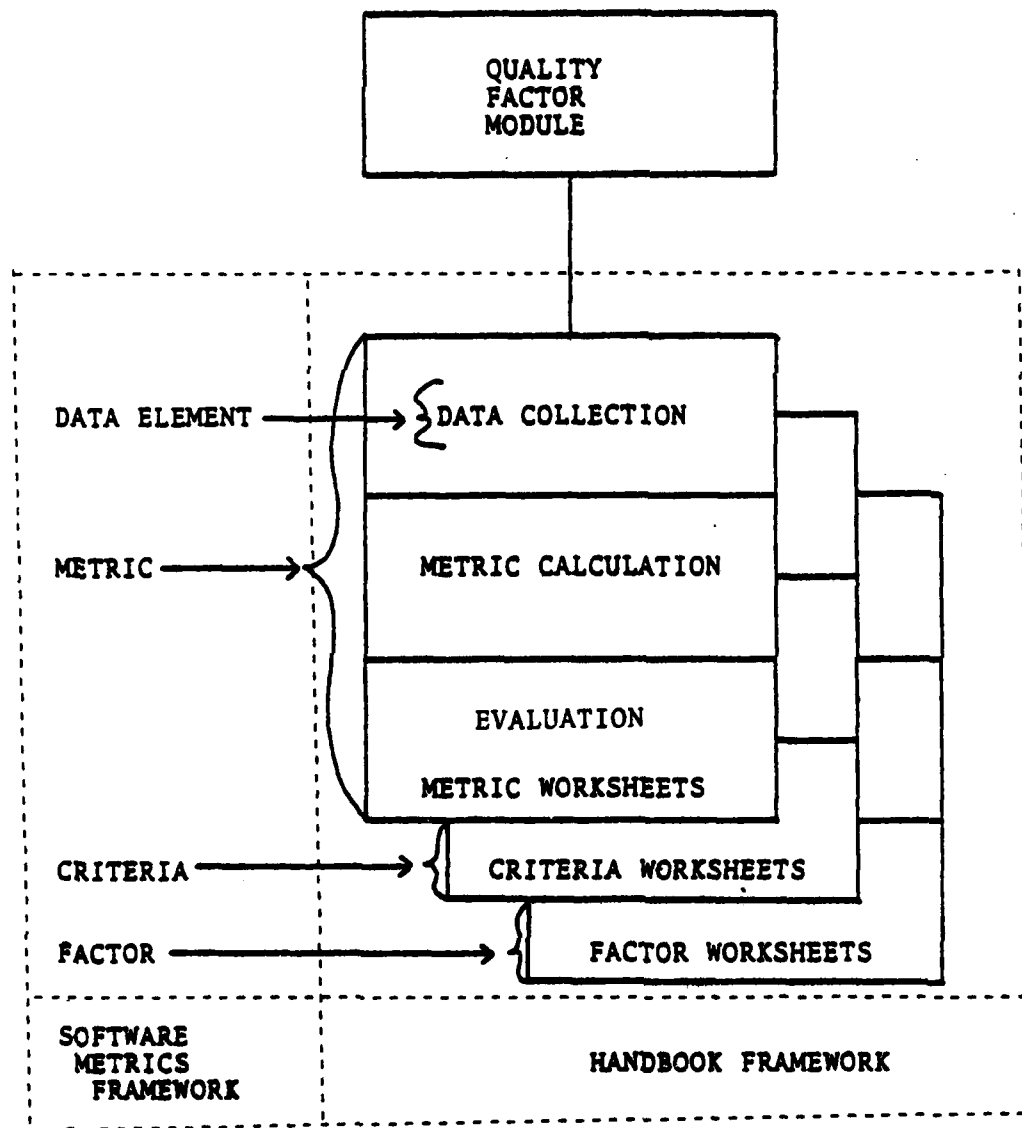 QUALITY
FACTOR
MODULE
DATA ELEMENT
DATA COLLECTION
METRIC
METRIC CALCULATION
EVALUATION
METRIC WORKSHEETS
CRITERIA
CRITERIA WORKSHEETS
FACTOR
FACTOR WORKSHEETS
SOFTWARE
METRICS
FRAMEWORK
HANDBOOK FRAMEWORK